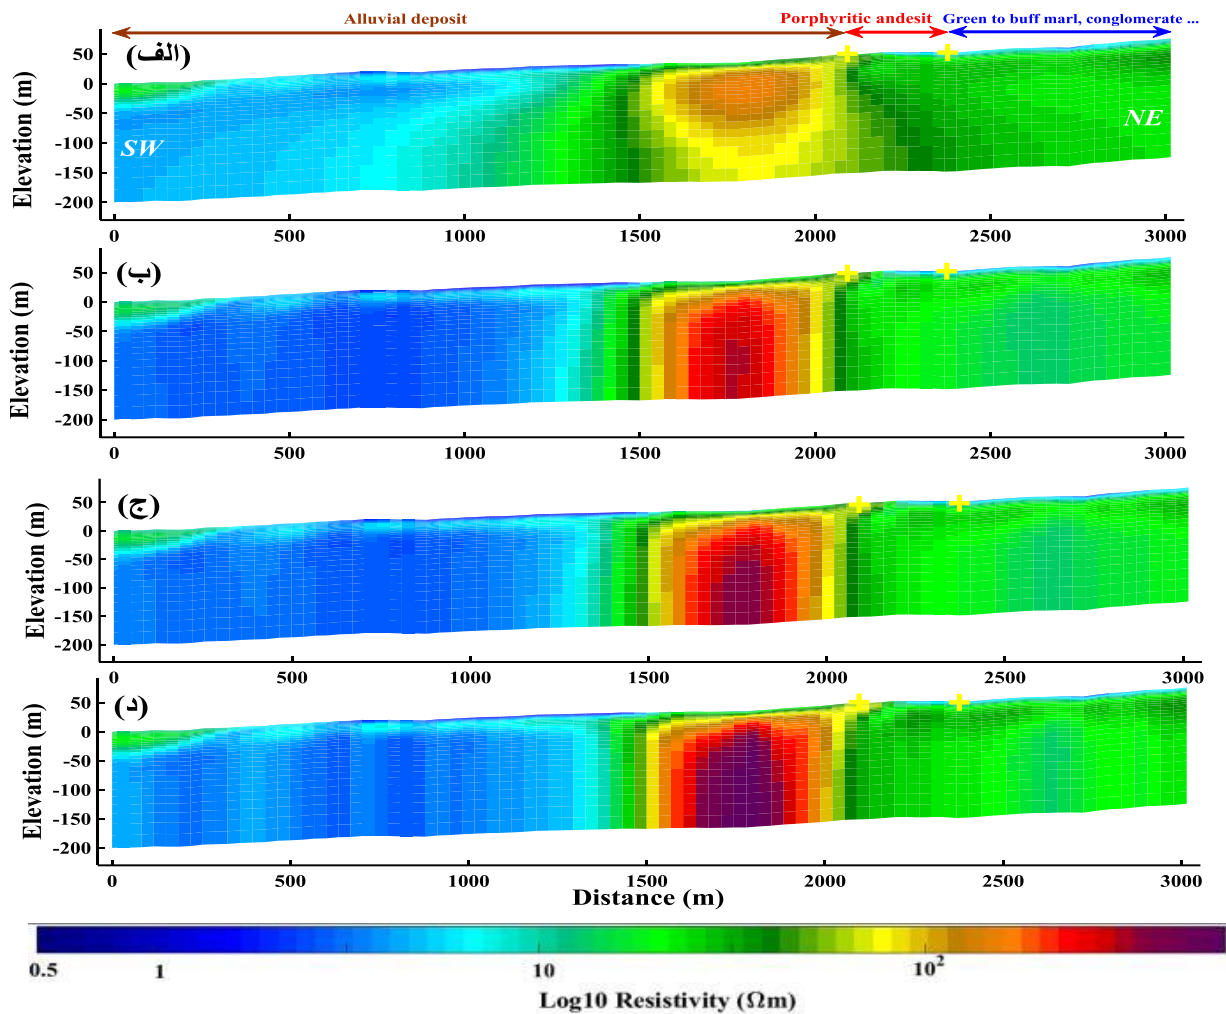 Alluvial deposit Porphyritic andesit Green to buff marl, conglomerate ...
الف)
Elevation (m)
50
0
-50
-100
-150
-200
SW
NE
0 500 1000 1500 2000 2500 3000
ب)
Elevation (m)
50
0
-50
-100
-150
-200
0 500 1000 1500 2000 2500 3000
ج)
Elevation (m)
50
0
-50
-100
-150
-200
0 500 1000 1500 2000 2500 3000
د)
Elevation (m)
50
0
-50
-100
-150
-200
0 500 1000 1500 2000 2500 3000
Distance (m)
0.5 1 10 10²
Log10 Resistivity (Ωm)